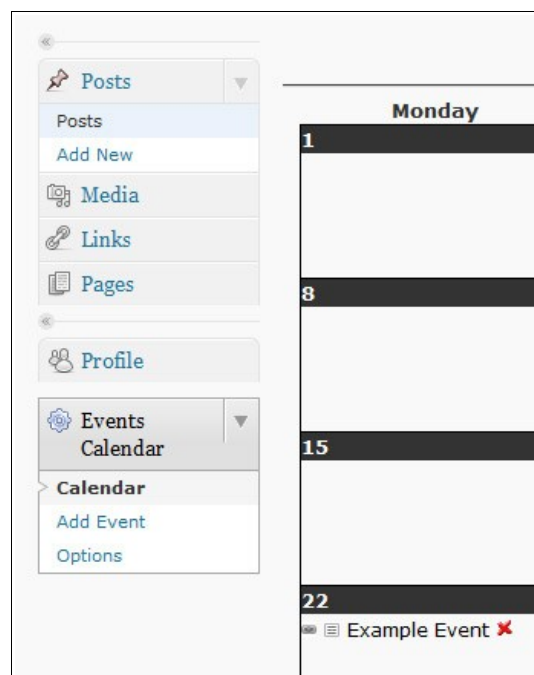 Posts
Posts
Add New
Media
Links
Pages
Profile
Events
Calendar
Calendar
Add Event
Options
Monday
1
8
15
22
Example Event